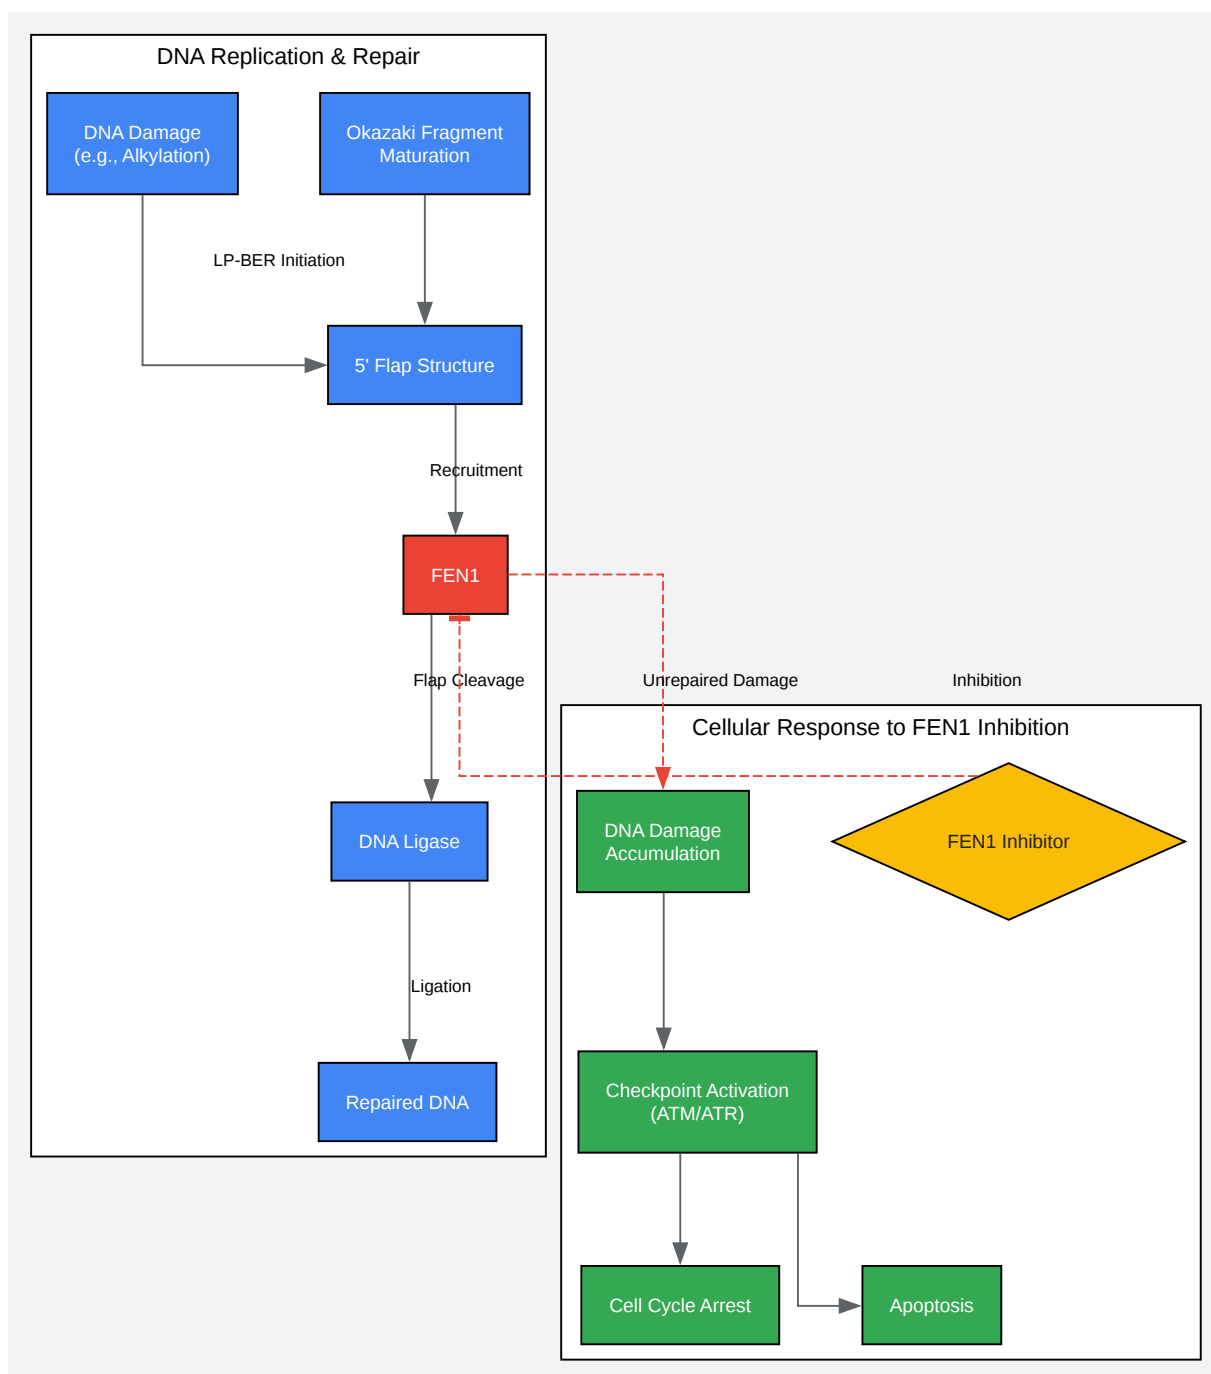 DNA Replication & Repair
DNA Damage
(e.g., Alkylation)
Okazaki Fragment
Maturation
LP-BER Initiation
5' Flap Structure
Recruitment
FEN1
Flap Cleavage
Unrepaired Damage
Inhibition
Cellular Response to FEN1 Inhibition
DNA Ligase
DNA Damage
Accumulation
FEN1 Inhibitor
Ligation
Repaired DNA
Checkpoint Activation
(ATM/ATR)
Cell Cycle Arrest
Apoptosis